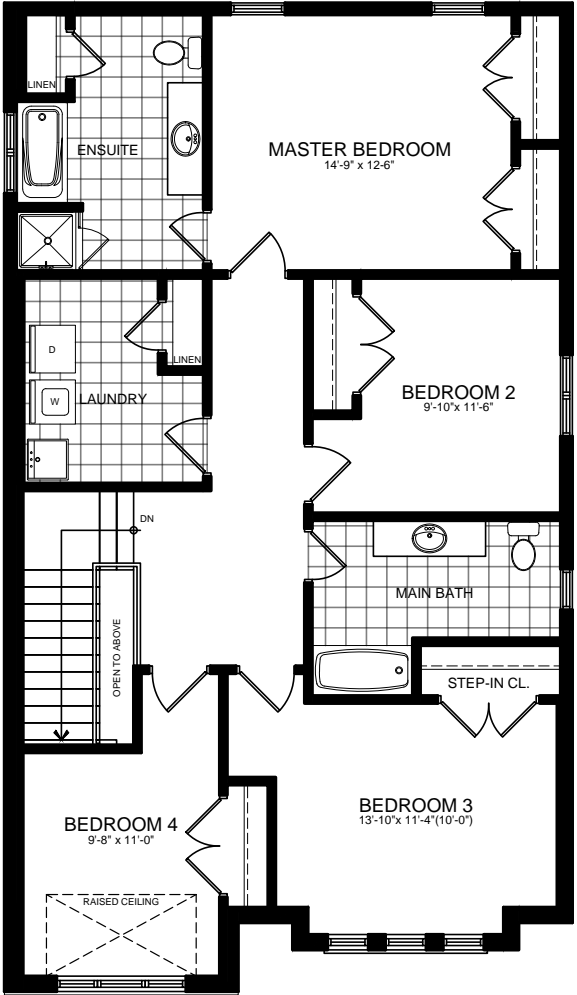 LINEN
ENSUITE
MASTER BEDROOM
14'-9" x 12-6"
D
LINEN
W
LAUNDRY
BEDROOM 2
9'-10"x 11'-6"
DN
MAIN BATH
OPEN TO ABOVE
STEP-IN CL.
BEDROOM 3
13'-10"x 11'-4"(10'-0")
BEDROOM 4
9'-8" x 11'-0"
RAISED CEILING